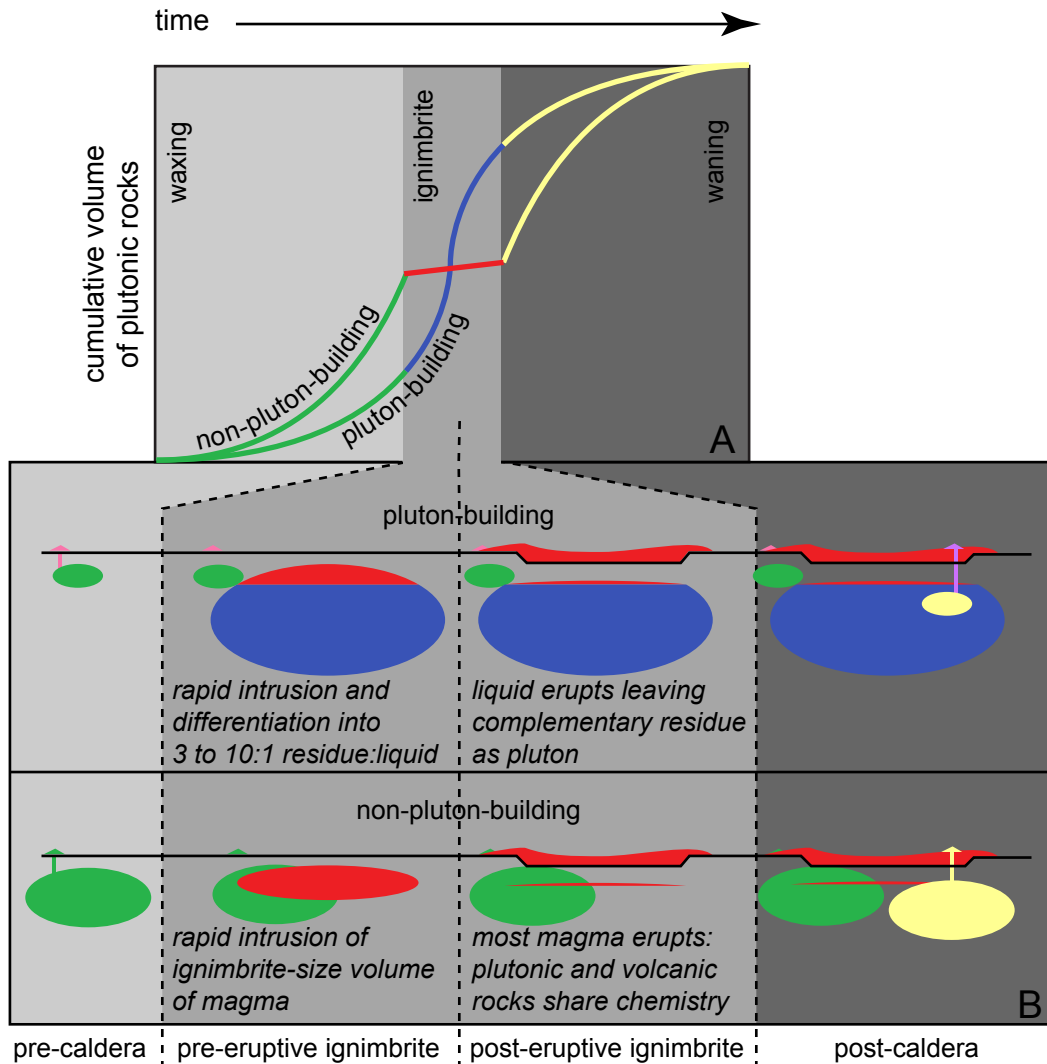 time
cumulative volume
of plutonic rocks
waxing
ignimbrite
waning
non-pluton-building
pluton-building
A
pluton-building
rapid intrusion and
differentiation into
3 to 10:1 residue:liquid
liquid erupts leaving
complementary residue
as pluton
non-pluton-building
rapid intrusion of
ignimbrite-size volume
of magma
most magma erupts:
plutonic and volcanic
rocks share chemistry
B
pre-caldera
pre-eruptive ignimbrite
post-eruptive ignimbrite
post-caldera